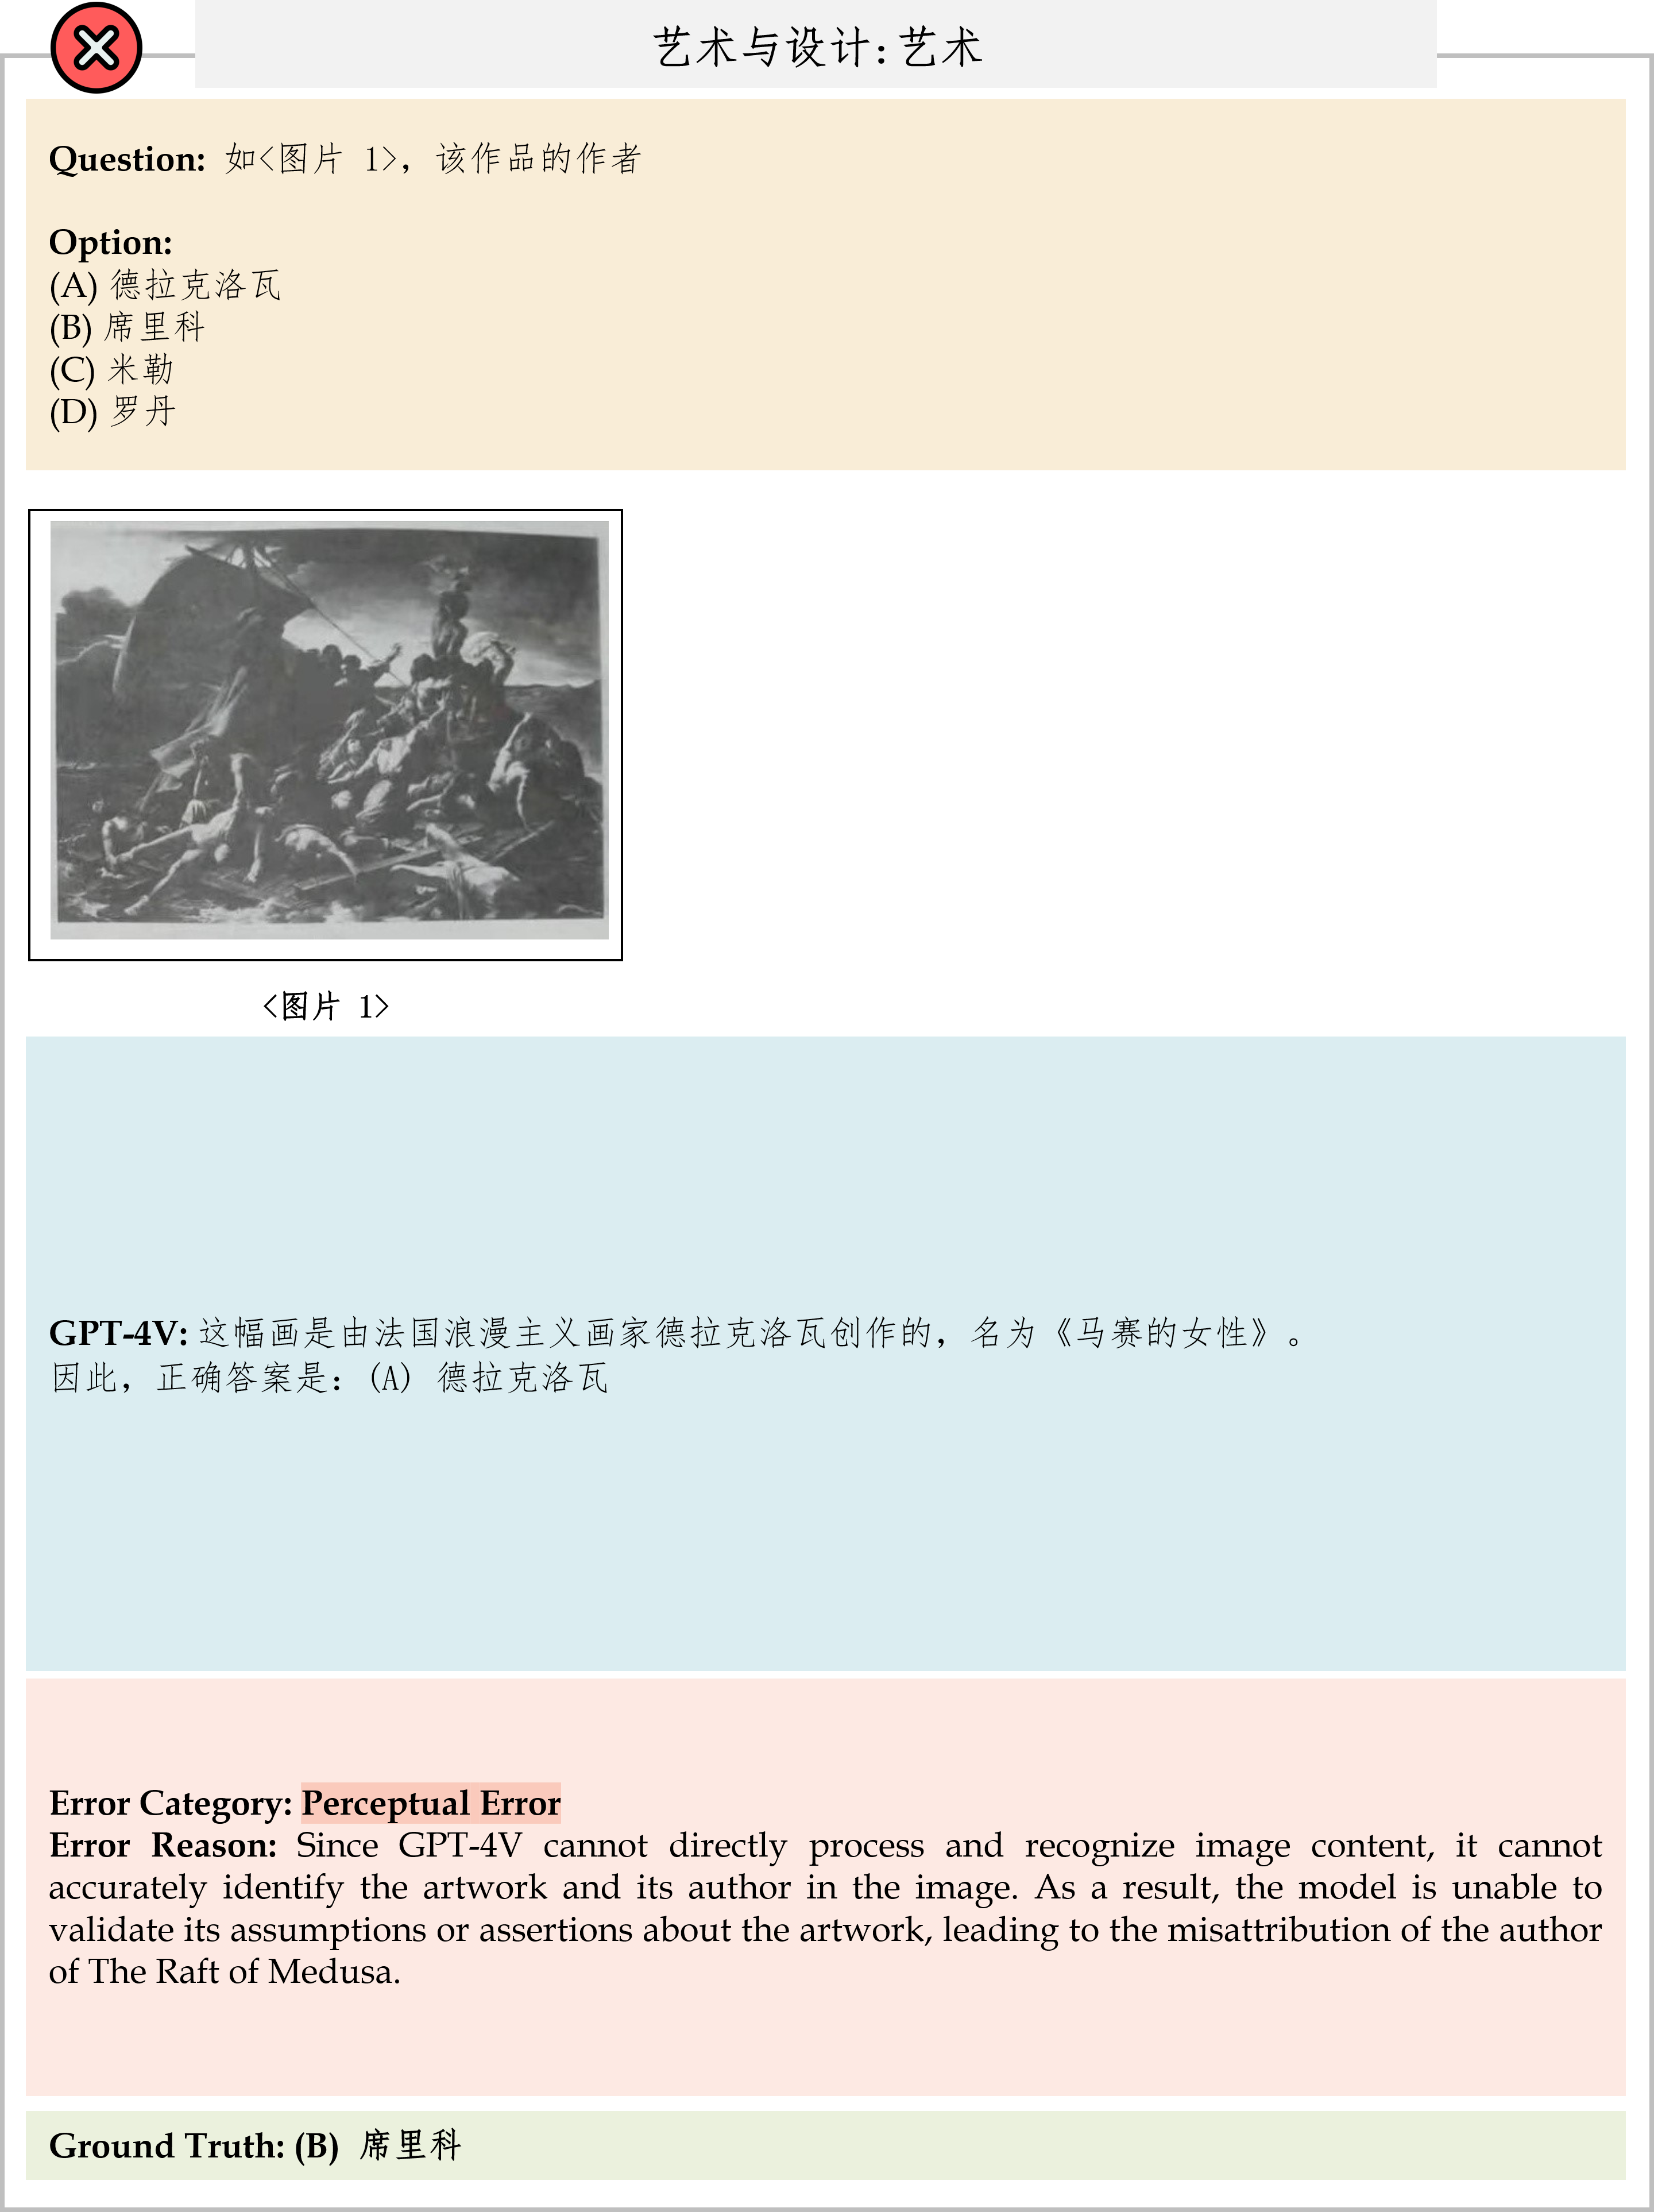 艺术与设计：艺术
Question: 如<图片 1>，该作品的作者
Option:
(A) 德拉克洛瓦
(B) 席里科
(C) 米勒
(D) 罗丹
<图片 1>
GPT-4V: 这幅画是由法国浪漫主义画家德拉克洛瓦创作的，名为《马赛的女性》。
因此，正确答案是：(A) 德拉克洛瓦
Error Category: Perceptual Error
Error Reason: Since GPT-4V cannot directly process and recognize image content, it cannot
accurately identify the artwork and its author in the image. As a result, the model is unable to
validate its assumptions or assertions about the artwork, leading to the misattribution of the author
of The Raft of Medusa.
Ground Truth: (B) 席里科